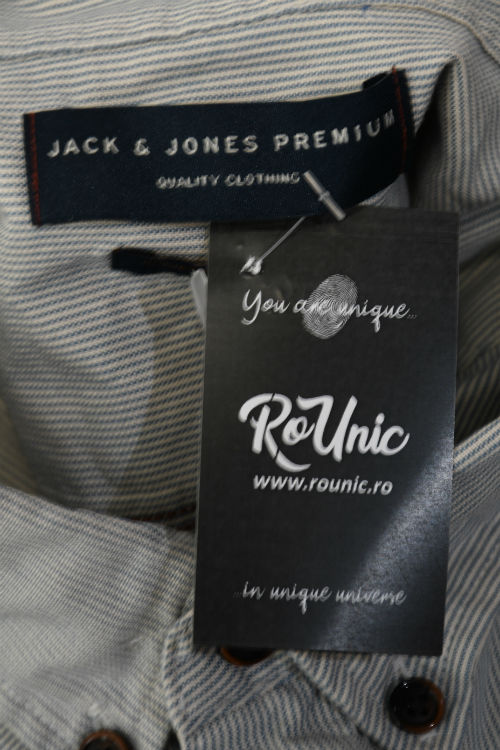 JACK & JONES PREMIUM
QUALITY CLOTHING
You are unique...
RoUnic
www.rounic.ro
...in unique universe